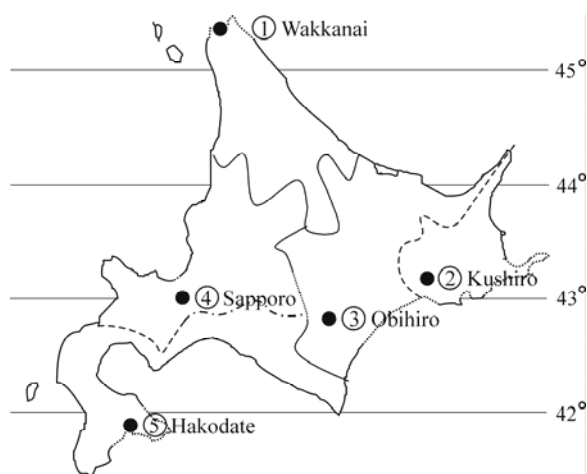 ① Wakkanai
45°
44°
② Kushiro
43°
④ Sapporo
③ Obihiro
42°
⑤ Hakodate